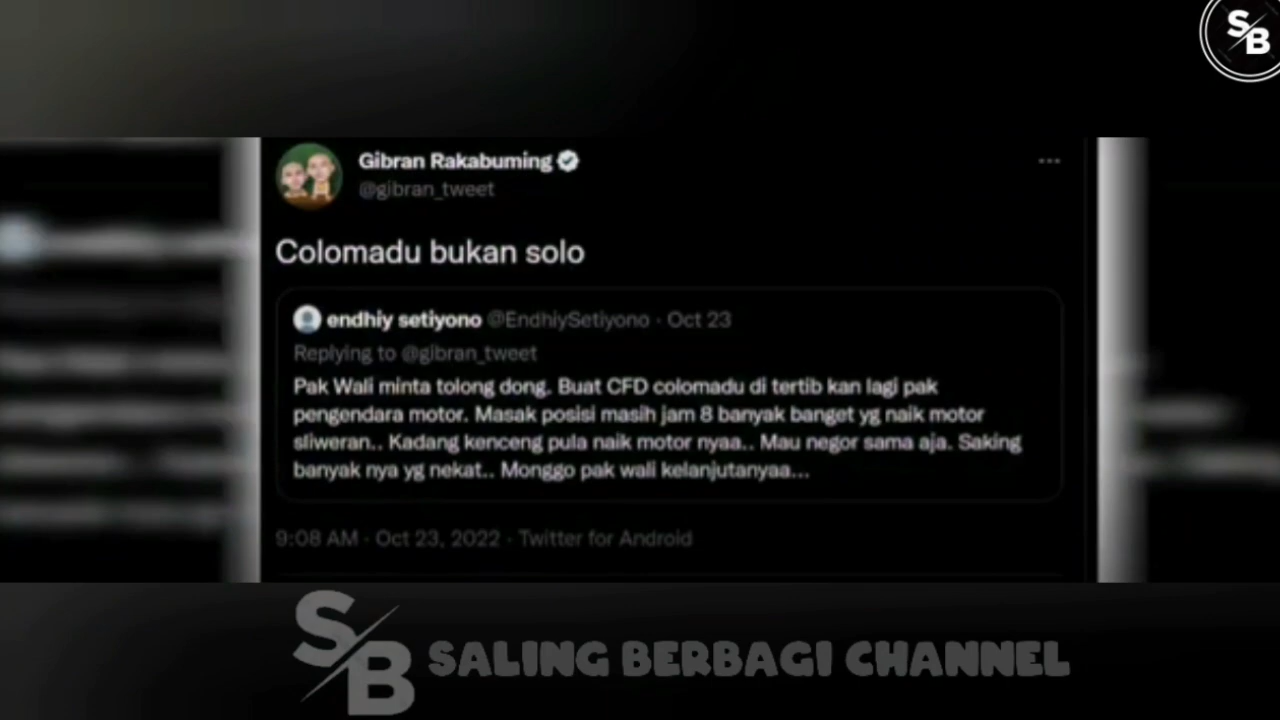 SB
Gibran Rakabuming
@gibran_tweet
Colomadu bukan solo
endhiy setiyono @EndhiySetiyono · Oct 23
Replying to @gibran_tweet
Pak Wali minta tolong dong. Buat CFD colomadu di tertib kan lagi pak
pengendara motor. Masak posisi masih jam 8 banyak banget yg naik motor
sliweran.. Kadang kenceng pula naik motor nyaa.. Mau negor sama aja. Saking
banyak nya yg nekat.. Monggo pak wali kelanjutanyaa...
9:08 AM · Oct 23, 2022 · Twitter for Android
SB SALING BERBAGI CHANNEL